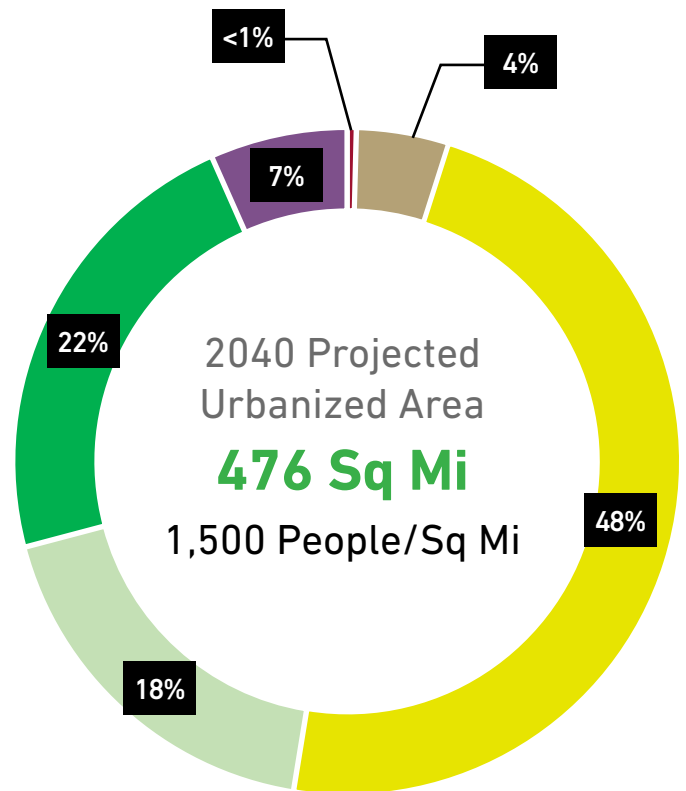 <1%
4%
7%
22%
2040 Projected
Urbanized Area
476 Sq Mi
1,500 People/Sq Mi
48%
18%